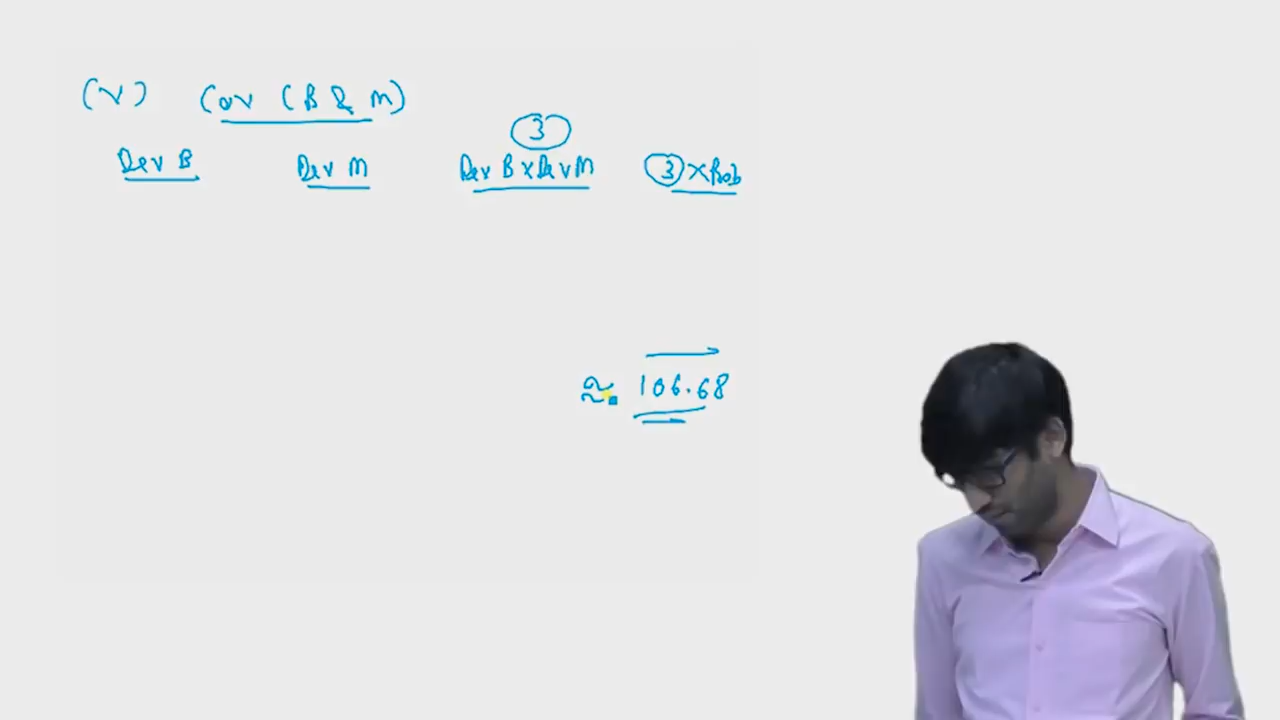 (V) Cov (B & M)
3
Dev B Dev M Dev B x Dev M 3 x Prob
≈ 106.68